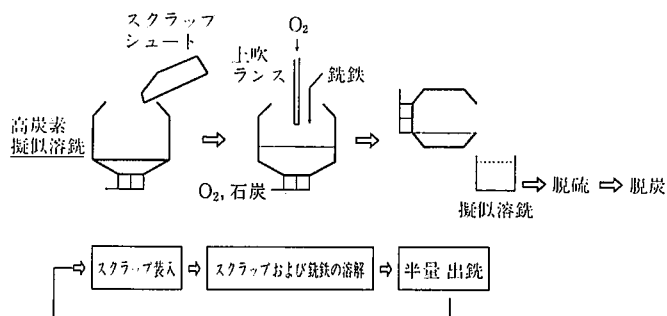 スクラップ
シュート
O₂
上吹
ランス
銑鉄
高炭素
擬似溶銑
O₂, 石炭
擬似溶銑
⇨ 脱硫 ⇨ 脱炭
スクラップ装入
スクラップおよび銑鉄の溶解
半量 出銑